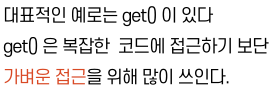 대표적인 예로는 get() 이 있다
get() 은 복잡한 코드에 접근하기 보단
가벼운 접근을 위해 많이 쓰인다.